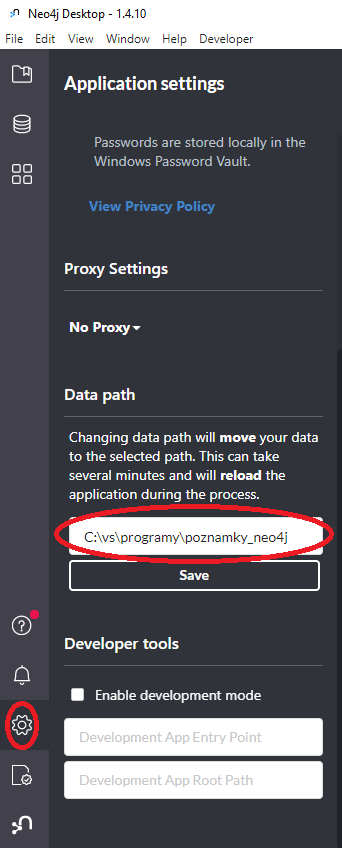 Neo4j Desktop - 1.4.10
File Edit View Window Help Developer
Application settings
Passwords are stored locally in the
Windows Password Vault.
View Privacy Policy
Proxy Settings
No Proxy
Data path
Changing data path will move your data
to the selected path. This can take
several minutes and will reload the
application during the process.
C:\vs\programy\poznamky_neo4j
Save
Developer tools
Enable development mode
Development App Entry Point
Development App Root Path